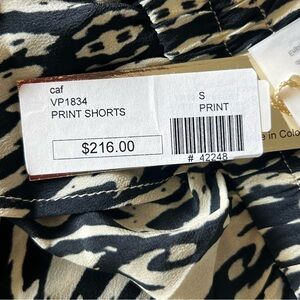 caf
VP1834
PRINT SHORTS
$216.00
S
PRINT
# 42248
e in Colo